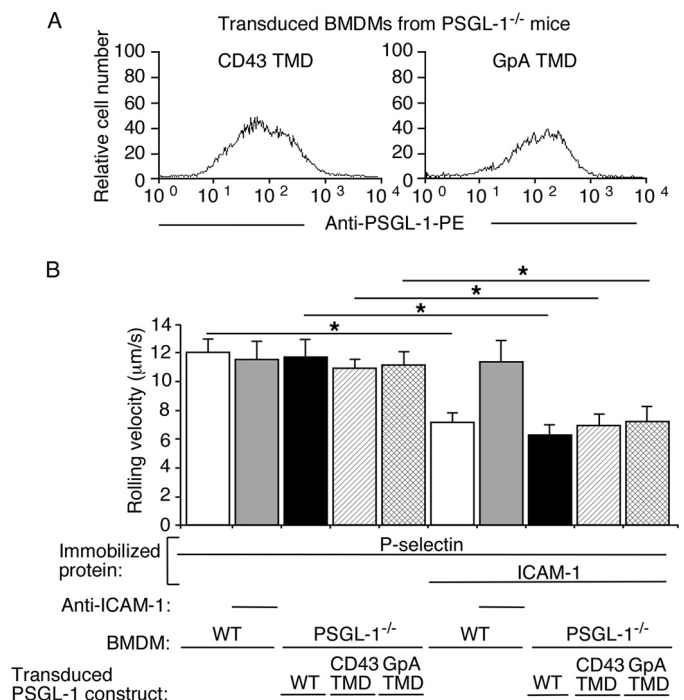 A
Transduced BMDMs from PSGL-1-/- mice
CD43 TMD
GpA TMD
Relative cell number
100
80
60
40
20
0
10 0 10 1 10 2 10 3 10 4
100
80
60
40
20
0
10 0 10 1 10 2 10 3 10 4
Anti-PSGL-1-PE
B
*
*
*
*
Rolling velocity (μm/s)
14
12
10
8
6
4
2
0
Immobilized protein:
P-selectin
ICAM-1
Anti-ICAM-1:
BMDM:
WT PSGL-1-/- WT PSGL-1-/-
Transduced
PSGL-1 construct:
WT CD43 TMD GpA TMD WT CD43 TMD GpA TMD